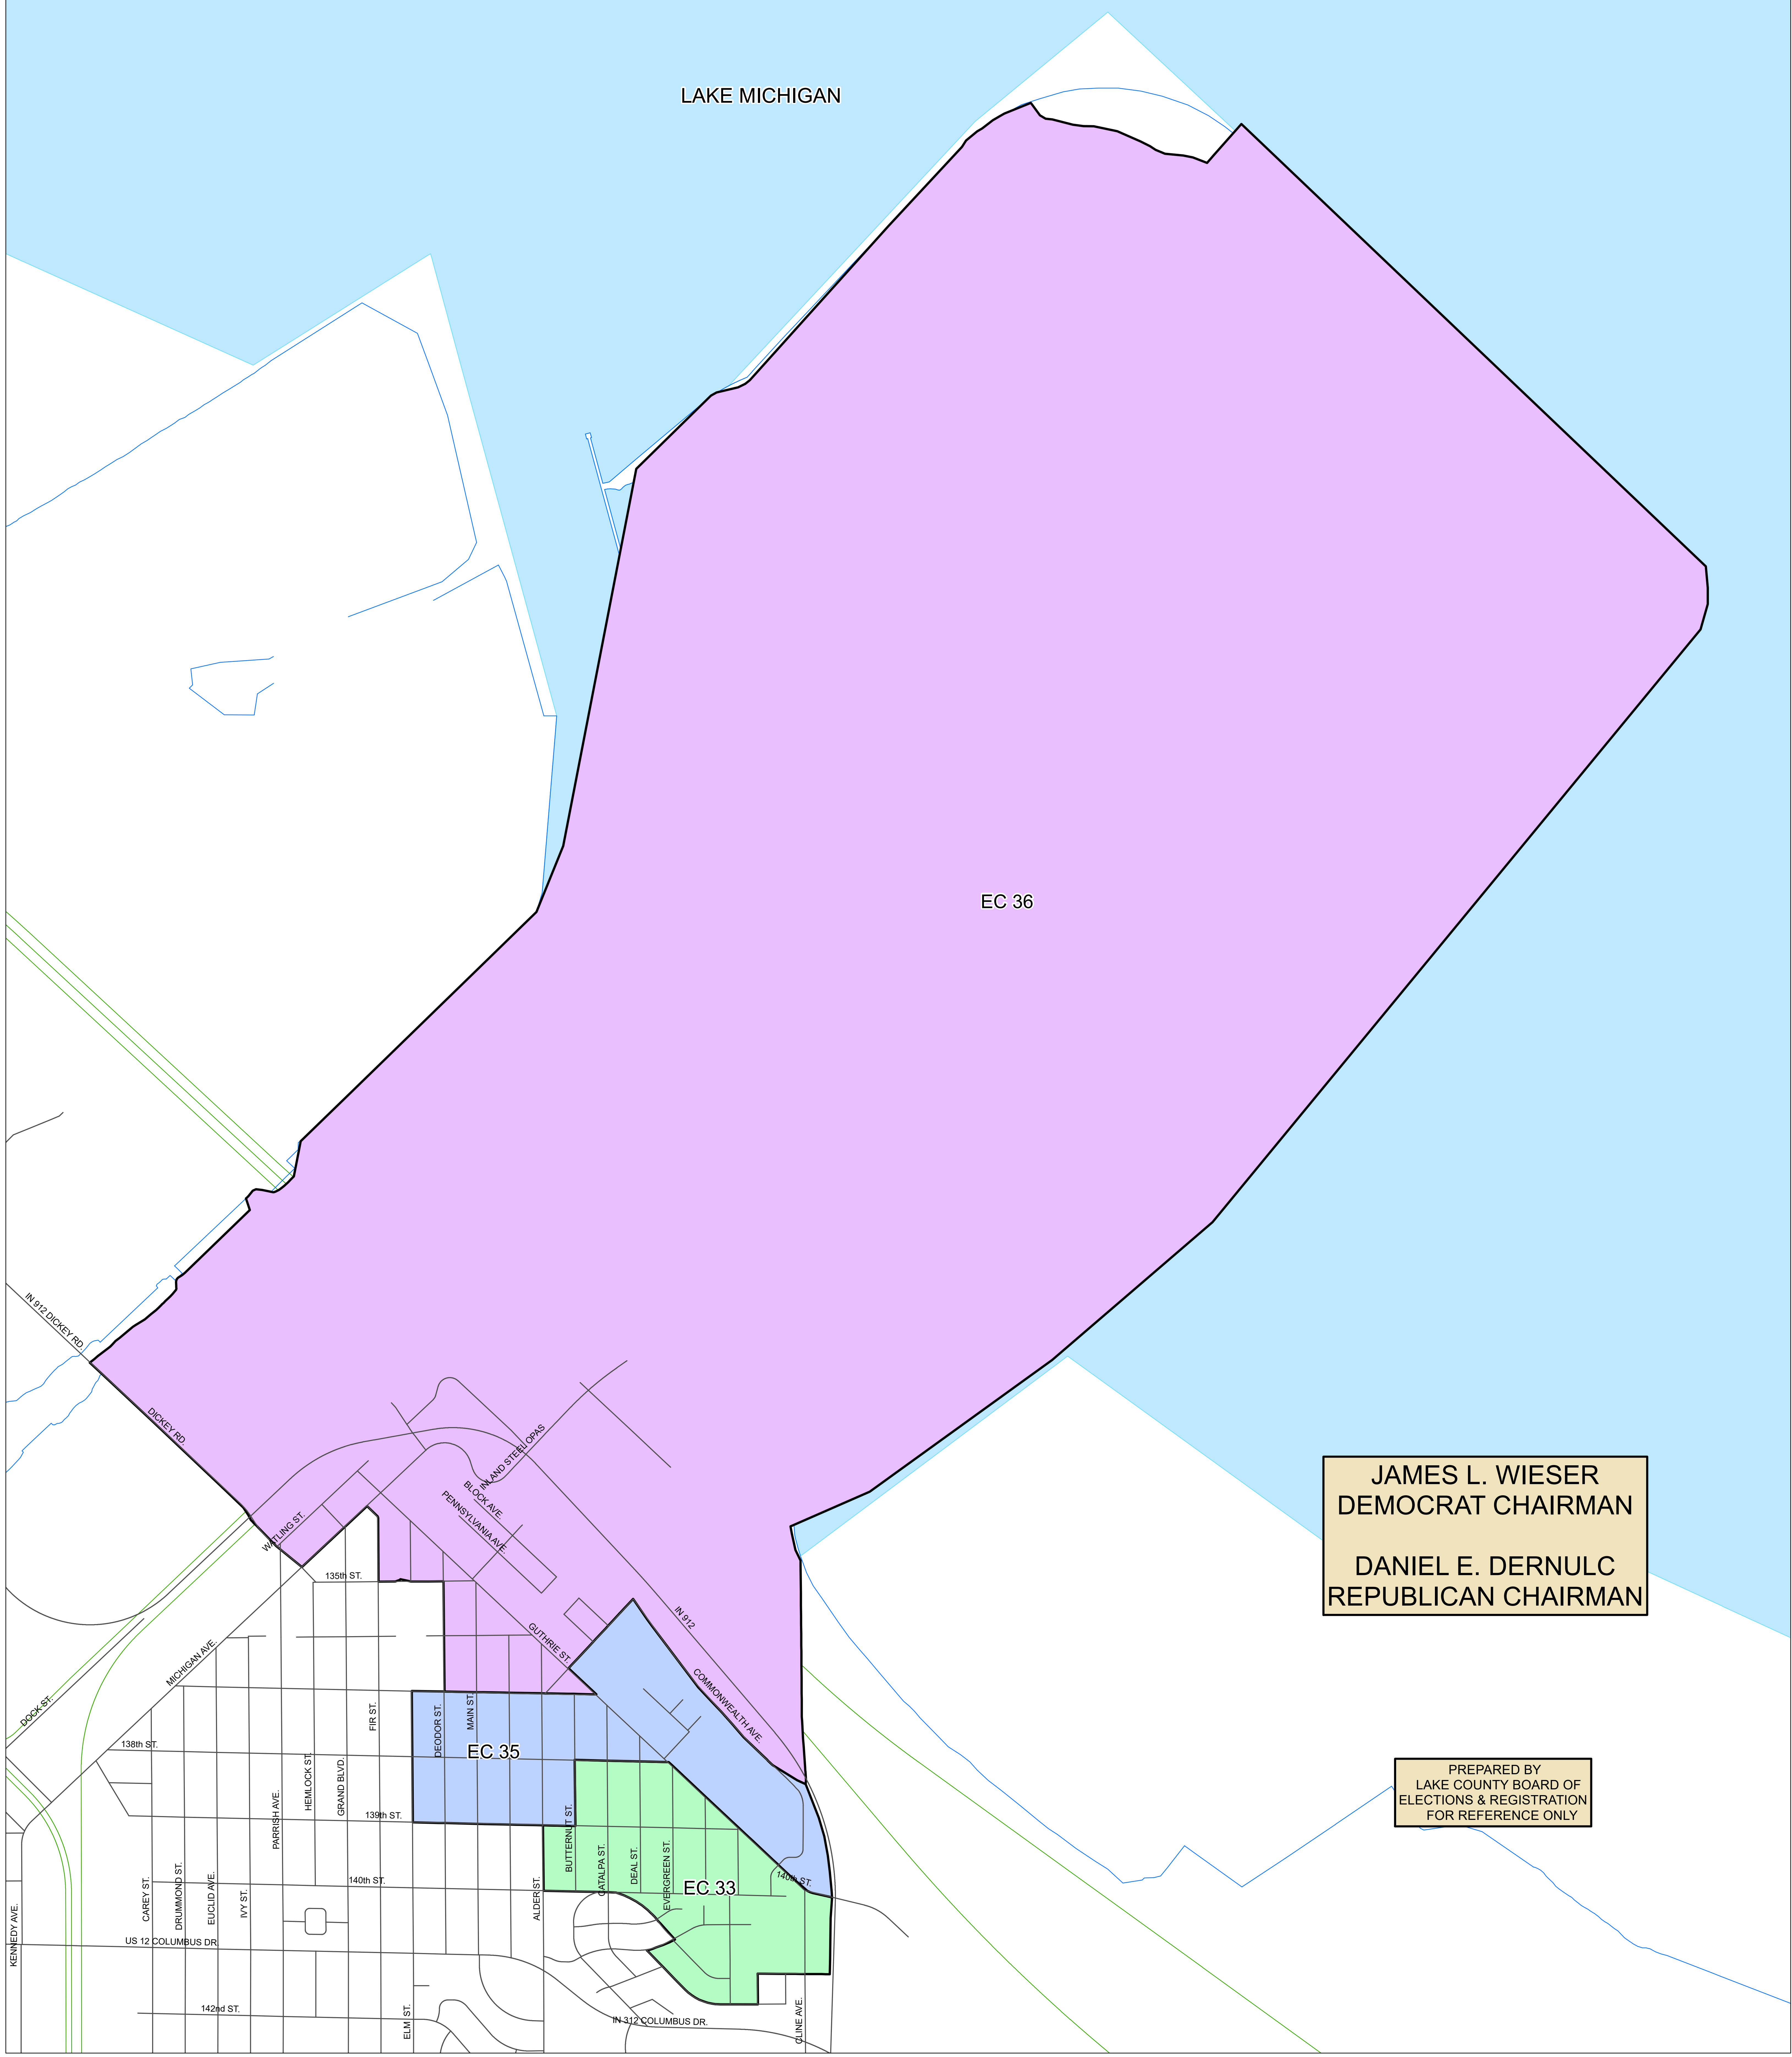 LAKE MICHIGAN
EC 36
IN 912 DICKEY RD.
DICKEY RD.
INLAND STEEL OPAS
BLOCK AVE.
PENNSYLVANIA AVE.
WATLING ST.
135th ST.
GUTHRIE ST.
IN 912
COMMONWEALTH AVE.
MICHIGAN AVE.
DOCK ST.
FIR ST.
DEODOR ST.
MAIN ST.
138th ST.
EC 35
HEMLOCK ST.
GRAND BLVD.
PARRISH AVE.
139th ST.
BUTTERNUT ST.
CATALPA ST.
DEAL ST.
EVERGREEN ST.
140th ST.
140th ST.
EC 33
CAREY ST.
DRUMMOND ST.
EUCLID AVE.
IVY ST.
ALDER ST.
KENNEDY AVE.
US 12 COLUMBUS DR.
142nd ST.
ELM ST.
IN 312 COLUMBUS DR.
CLINE AVE.
JAMES L. WIESER
DEMOCRAT CHAIRMAN
DANIEL E. DERNULC
REPUBLICAN CHAIRMAN
PREPARED BY
LAKE COUNTY BOARD OF
ELECTIONS & REGISTRATION
FOR REFERENCE ONLY